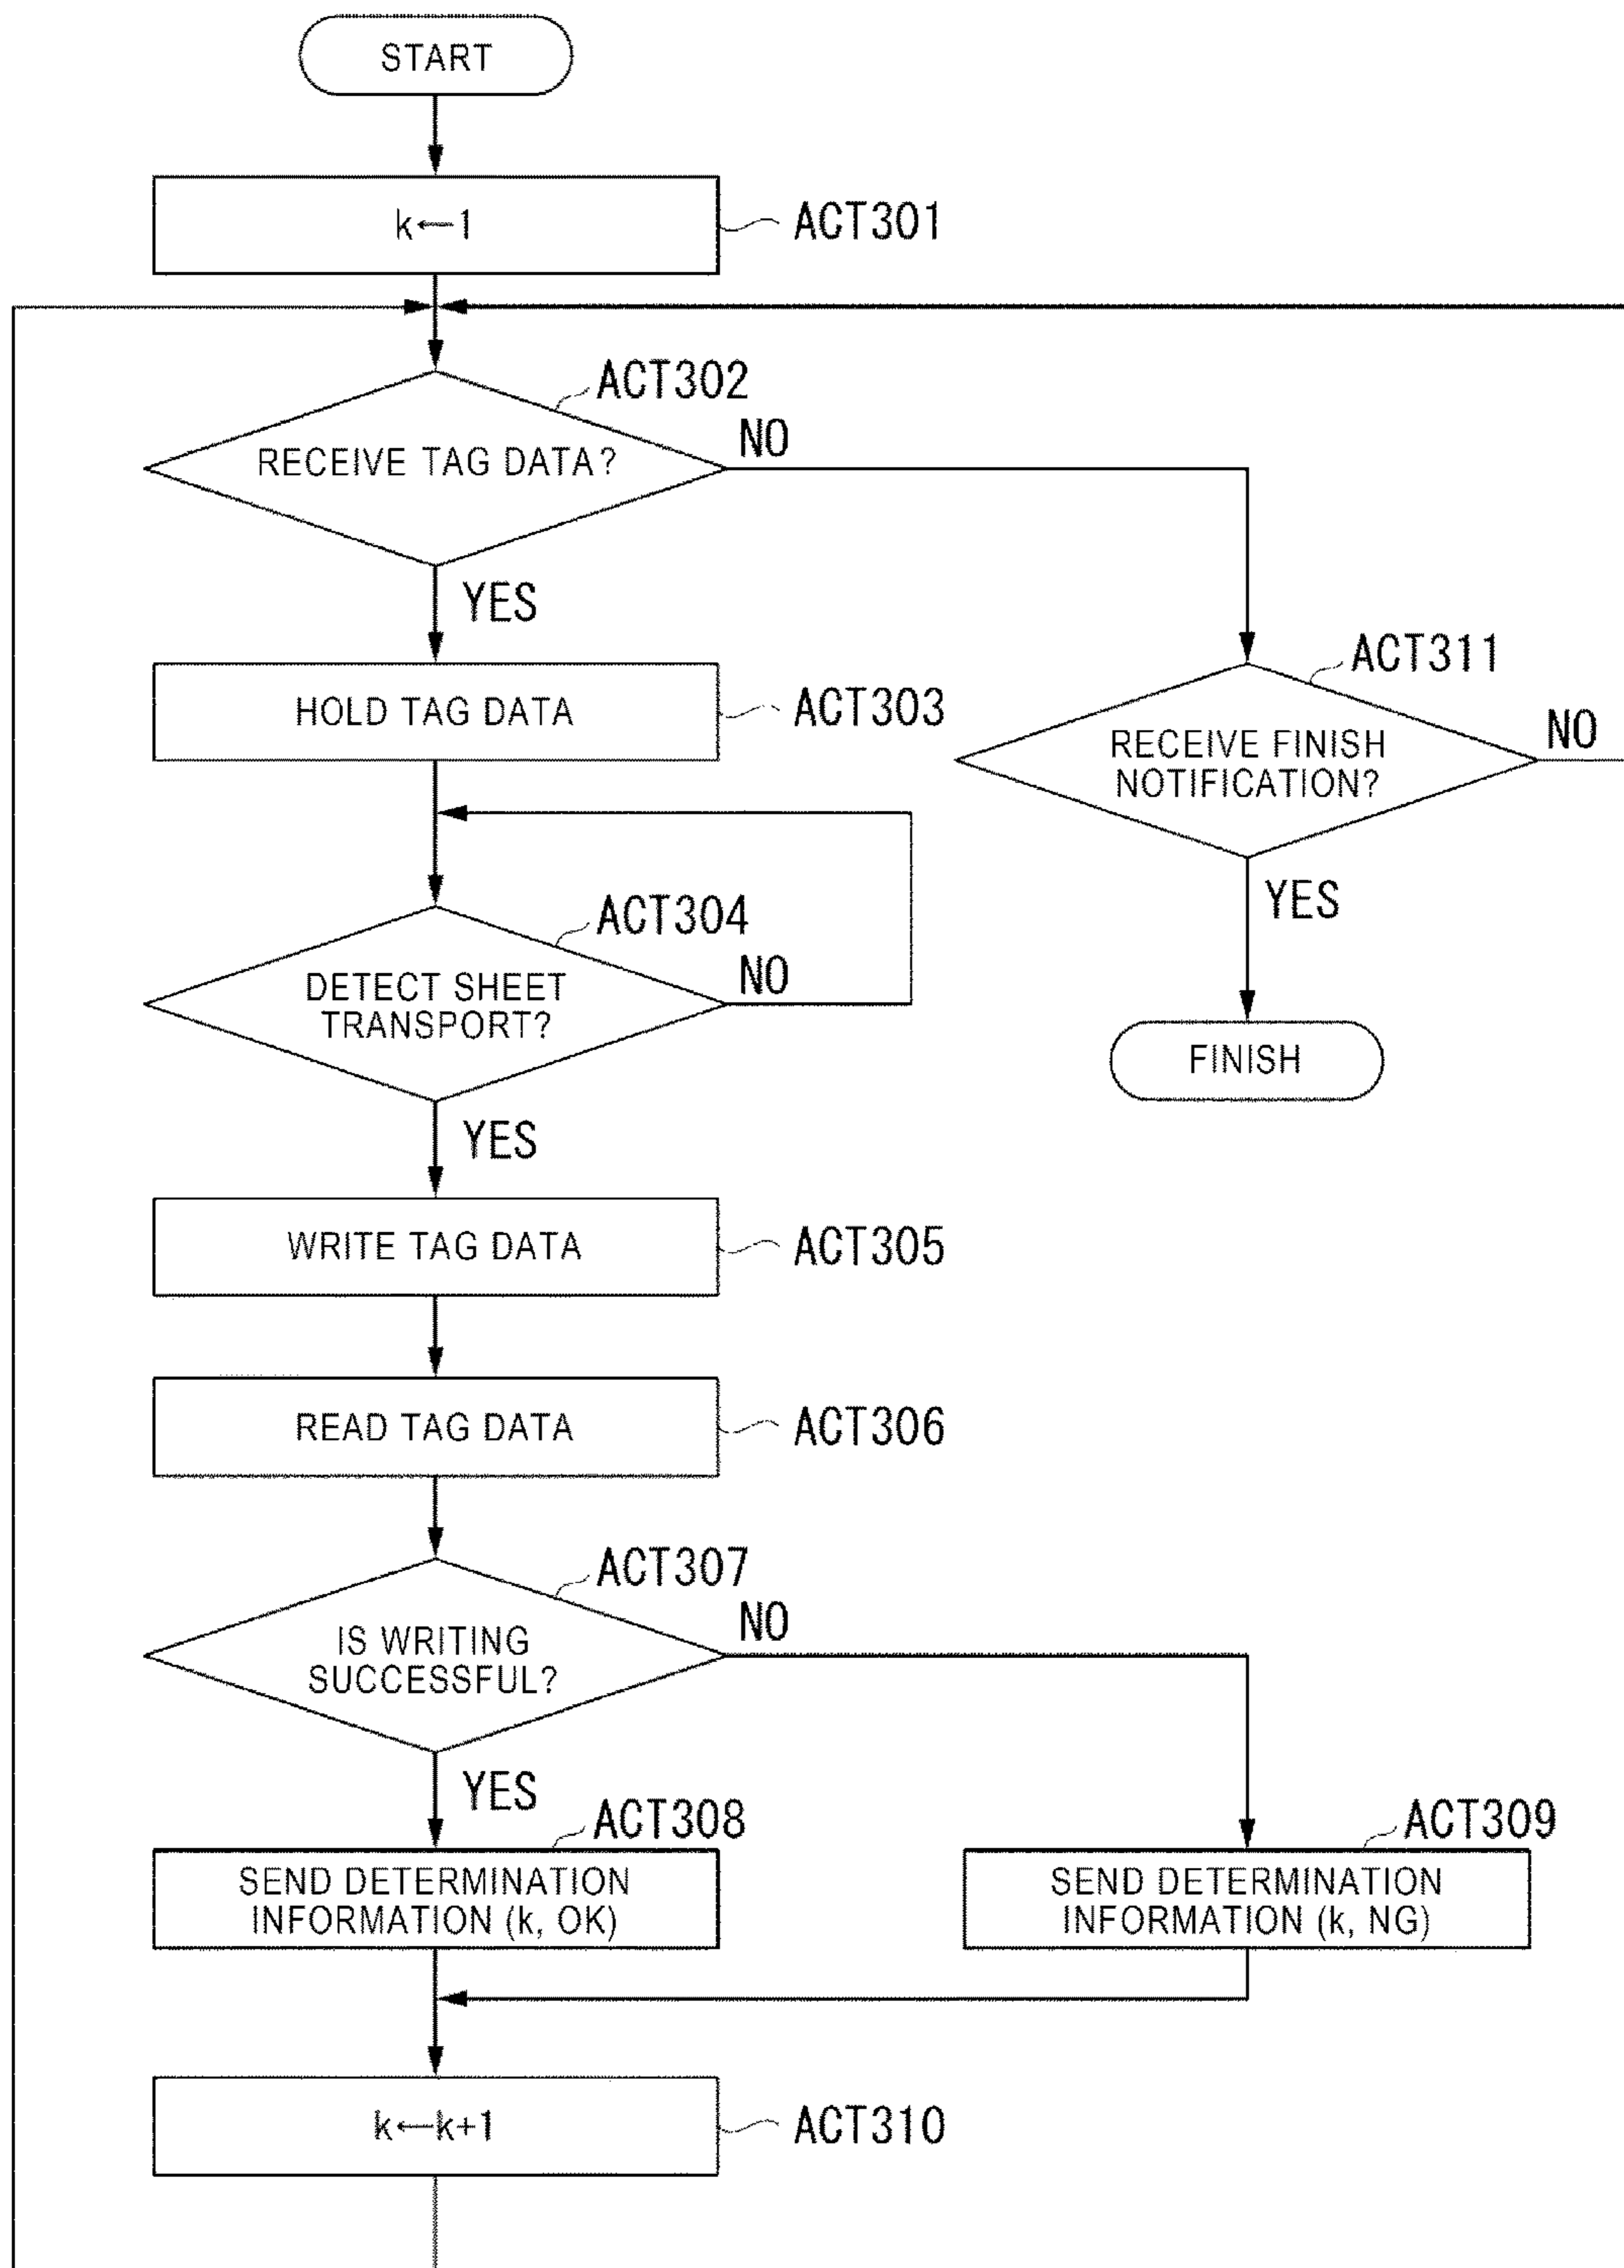 START
k←1
ACT301
ACT302
RECEIVE TAG DATA?
NO
YES
HOLD TAG DATA
ACT303
ACT311
RECEIVE FINISH
NOTIFICATION?
NO
YES
FINISH
ACT304
DETECT SHEET
TRANSPORT?
NO
YES
WRITE TAG DATA
ACT305
READ TAG DATA
ACT306
ACT307
IS WRITING
SUCCESSFUL?
NO
YES
ACT308
SEND DETERMINATION
INFORMATION (k, OK)
ACT309
SEND DETERMINATION
INFORMATION (k, NG)
k←k+1
ACT310